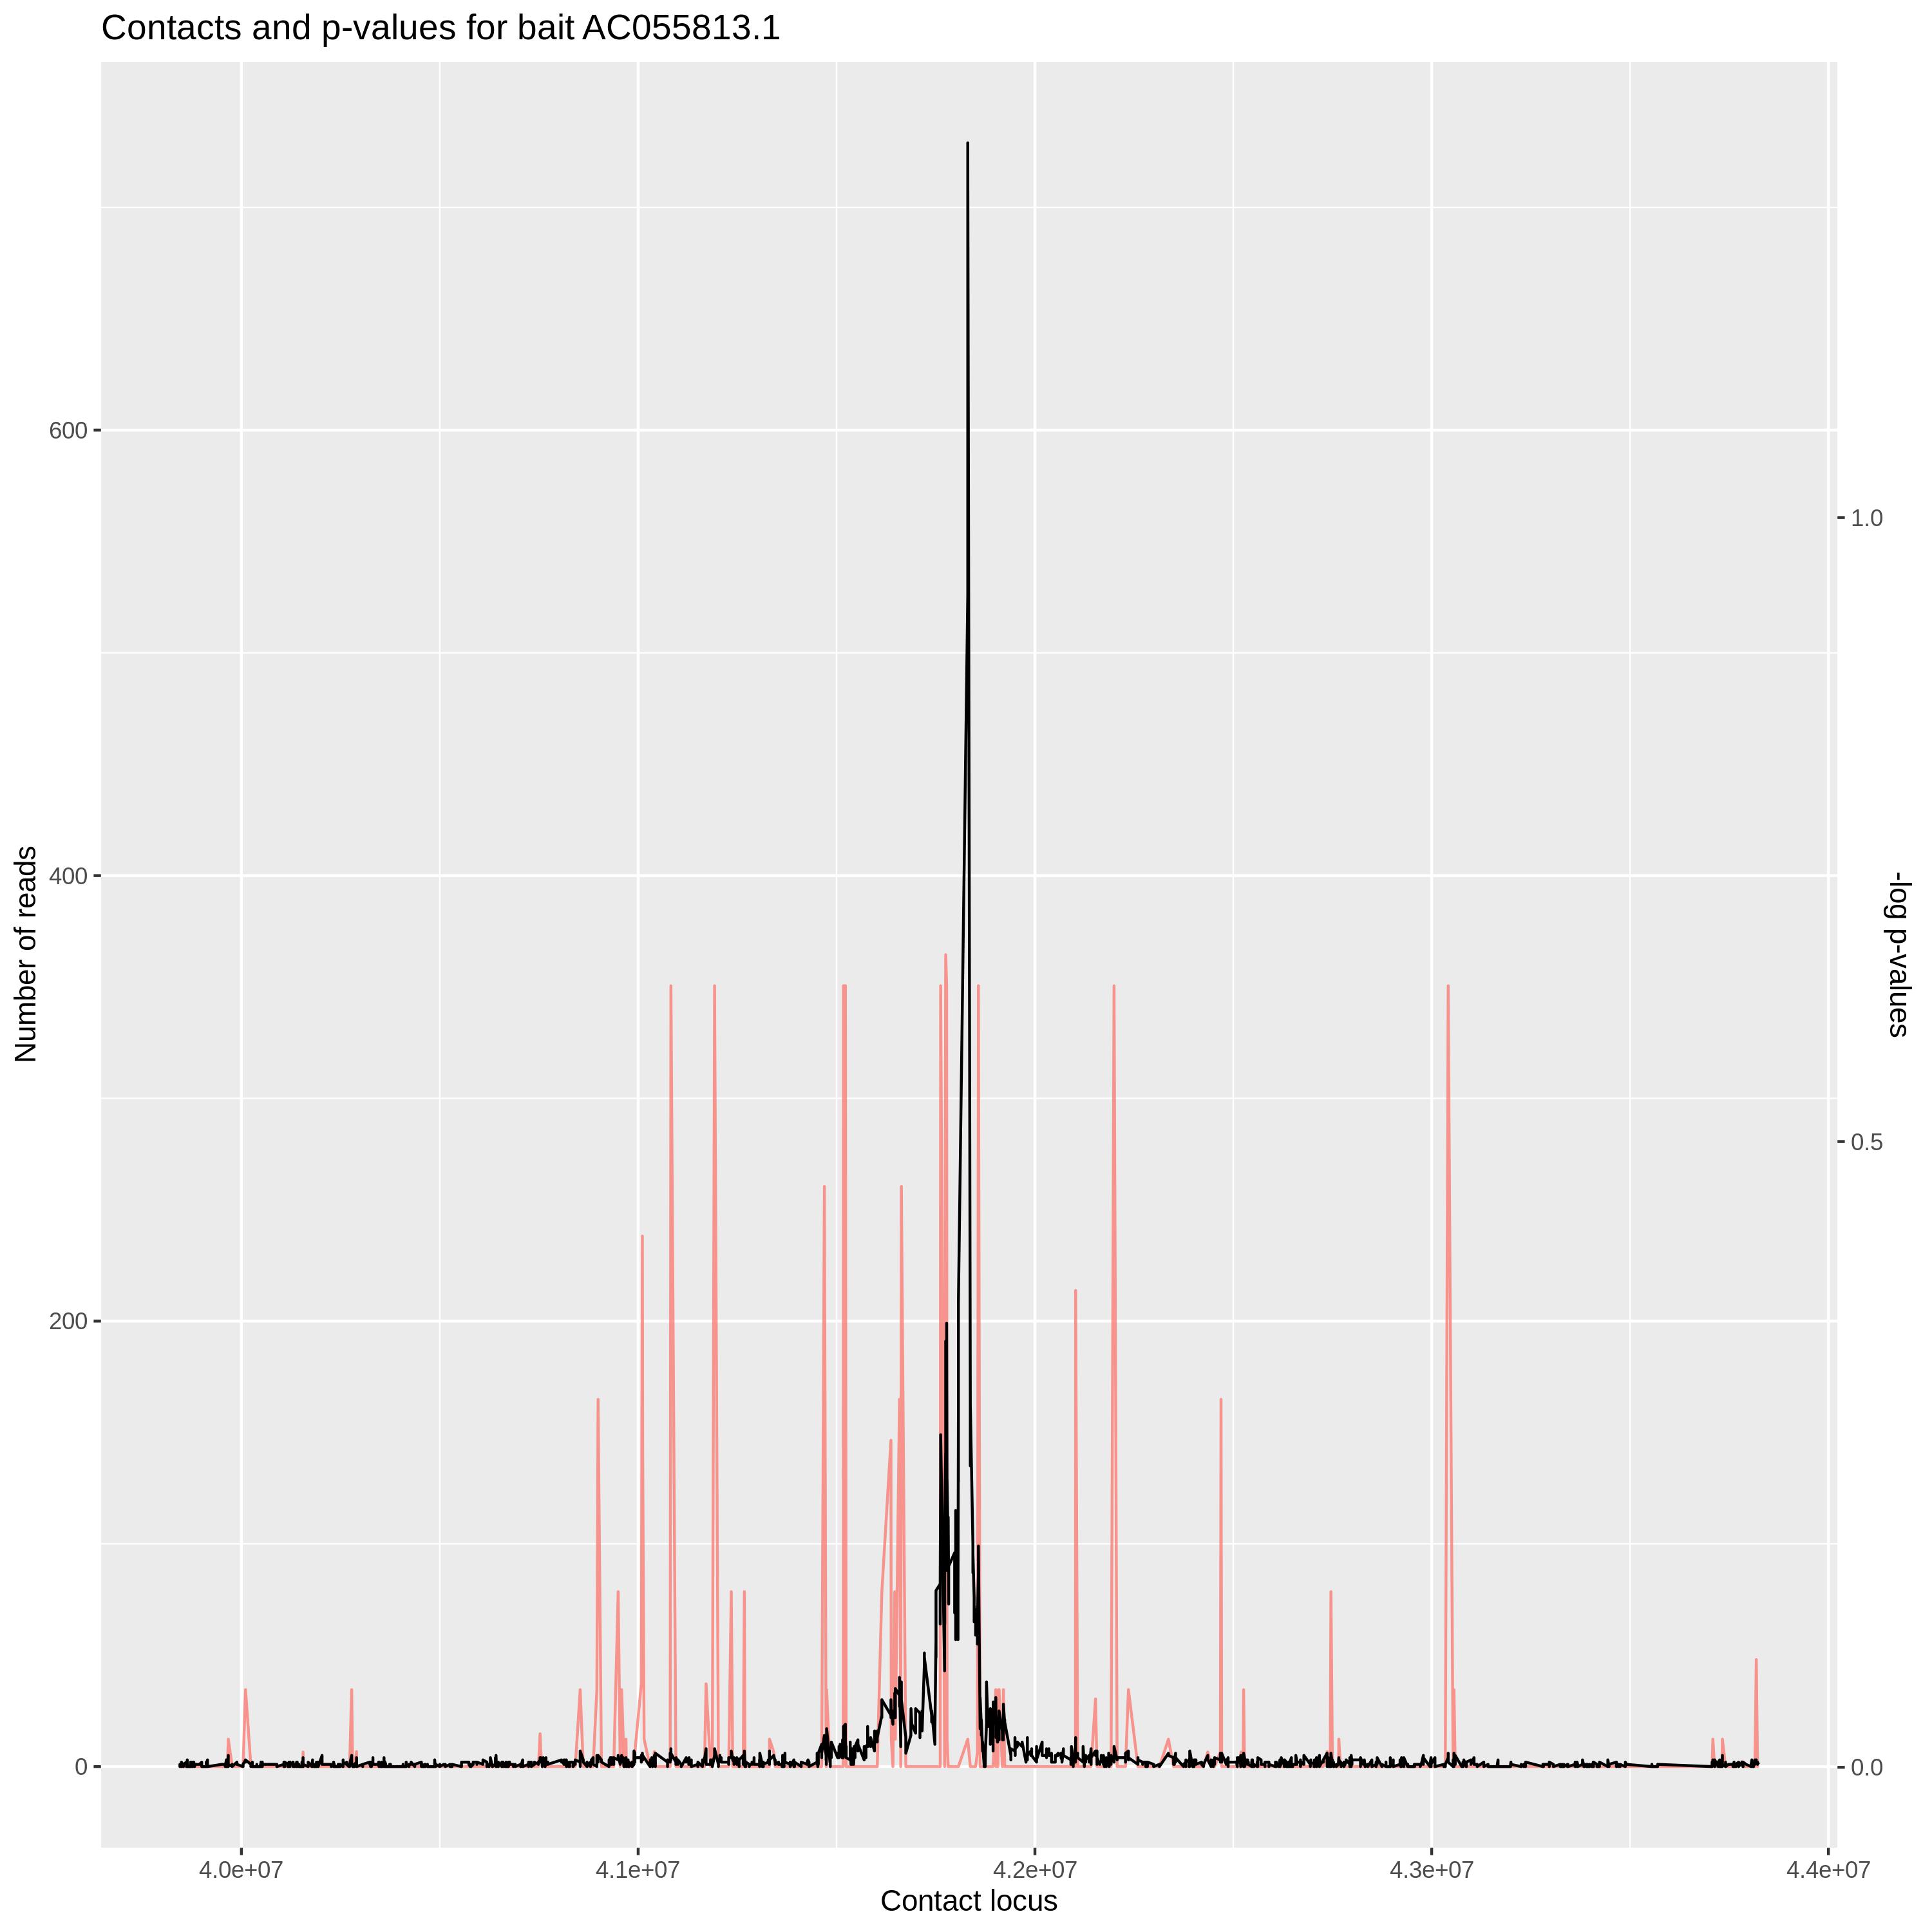 Contacts and p-values for bait AC055813.1
600
400
200
0
1.0
0.5
0.0
Number of reads
-log p-values
4.0e+07
4.1e+07
4.2e+07
4.3e+07
4.4e+07
Contact locus